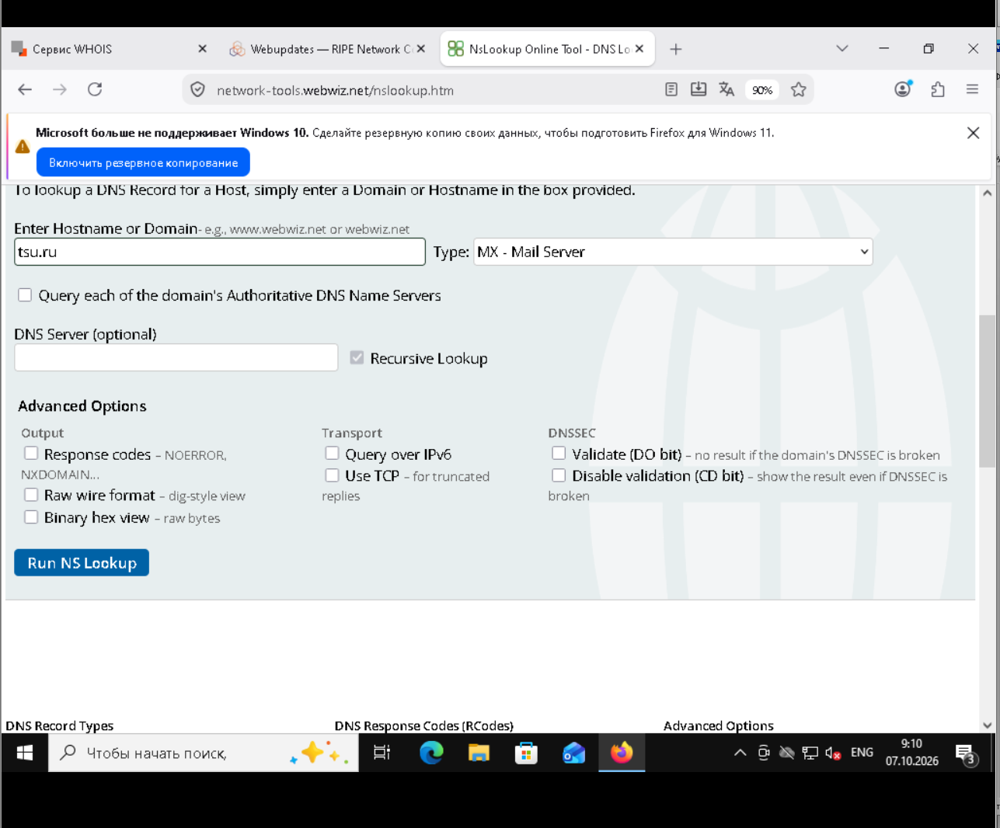 Сервис WHOIS
Webupdates — RIPE Network C
NsLookup Online Tool - DNS Lo
network-tools.webwiz.net/nslookup.htm
90%
Microsoft больше не поддерживает Windows 10. Сделайте резервную копию своих данных, чтобы подготовить Firefox для Windows 11.
Включить резервное копирование
To lookup a DNS Record for a Host, simply enter a Domain or Hostname in the box provided.
Enter Hostname or Domain- e.g., www.webwiz.net or webwiz.net
tsu.ru Type: MX - Mail Server
Query each of the domain's Authoritative DNS Name Servers
DNS Server (optional)
Recursive Lookup
Advanced Options
Output
Response codes – NOERROR,
NXDOMAIN...
Raw wire format – dig-style view
Binary hex view – raw bytes
Transport
Query over IPv6
Use TCP – for truncated
replies
DNSSEC
Validate (DO bit) – no result if the domain's DNSSEC is broken
Disable validation (CD bit) – show the result even if DNSSEC is
broken
Run NS Lookup
DNS Record Types
DNS Response Codes (RCodes)
Advanced Options
Чтобы начать поиск,
ENG
9:10
07.10.2026
3